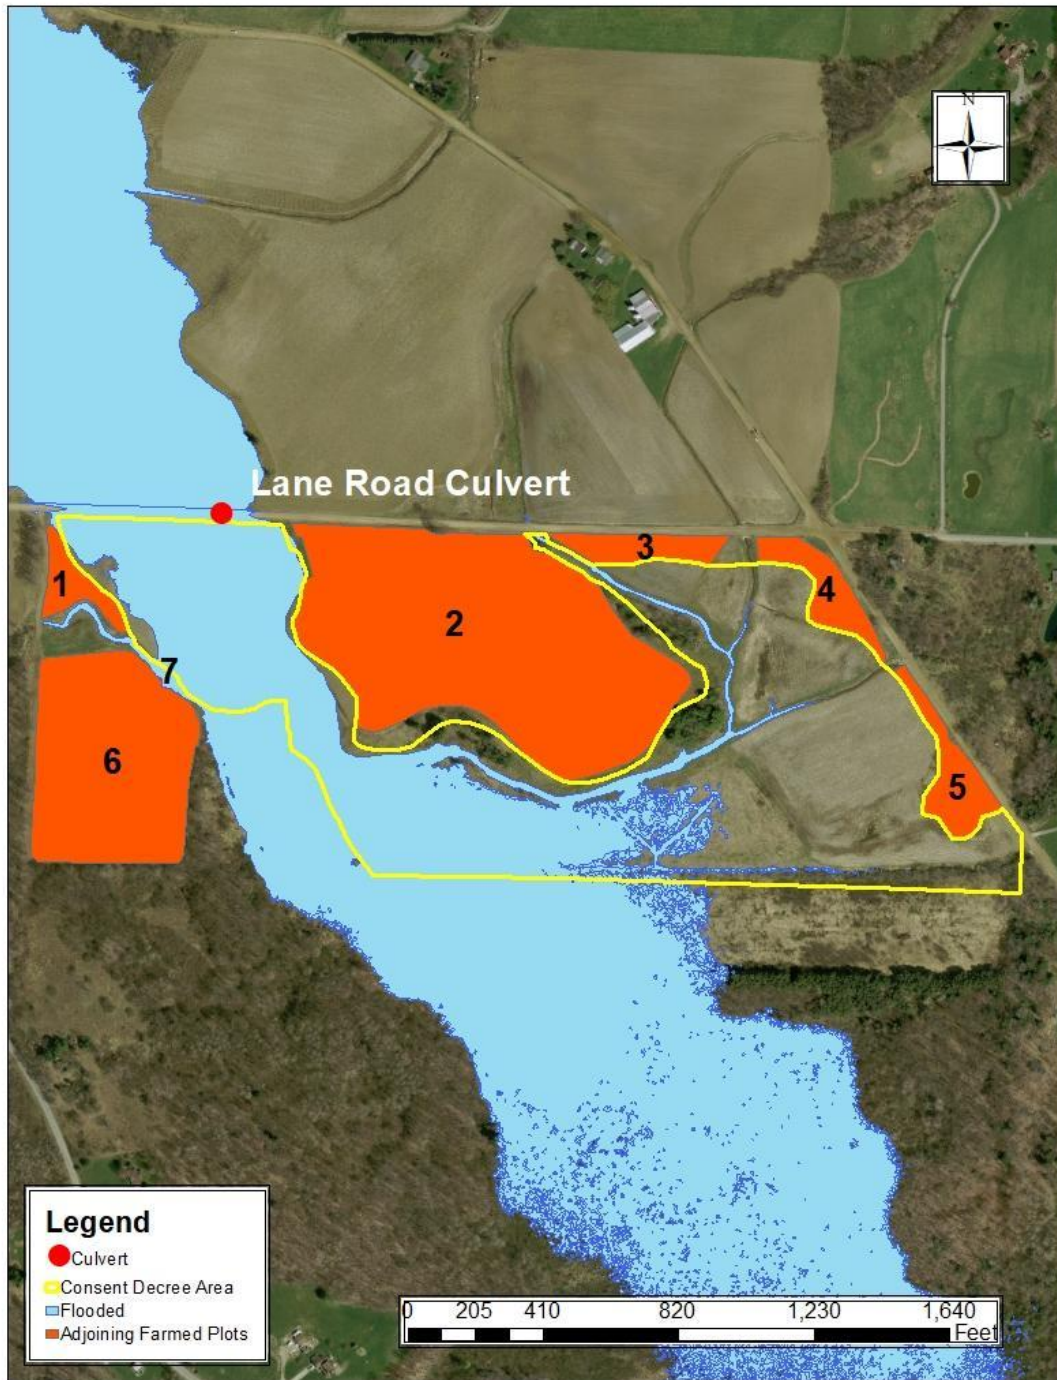 N
Lane Road Culvert
1
2
3
4
5
6
7
Legend
Culvert
Consent Decree Area
Flooded
Adjoining Farmed Plots
0 205 410 820 1,230 1,640
Feet